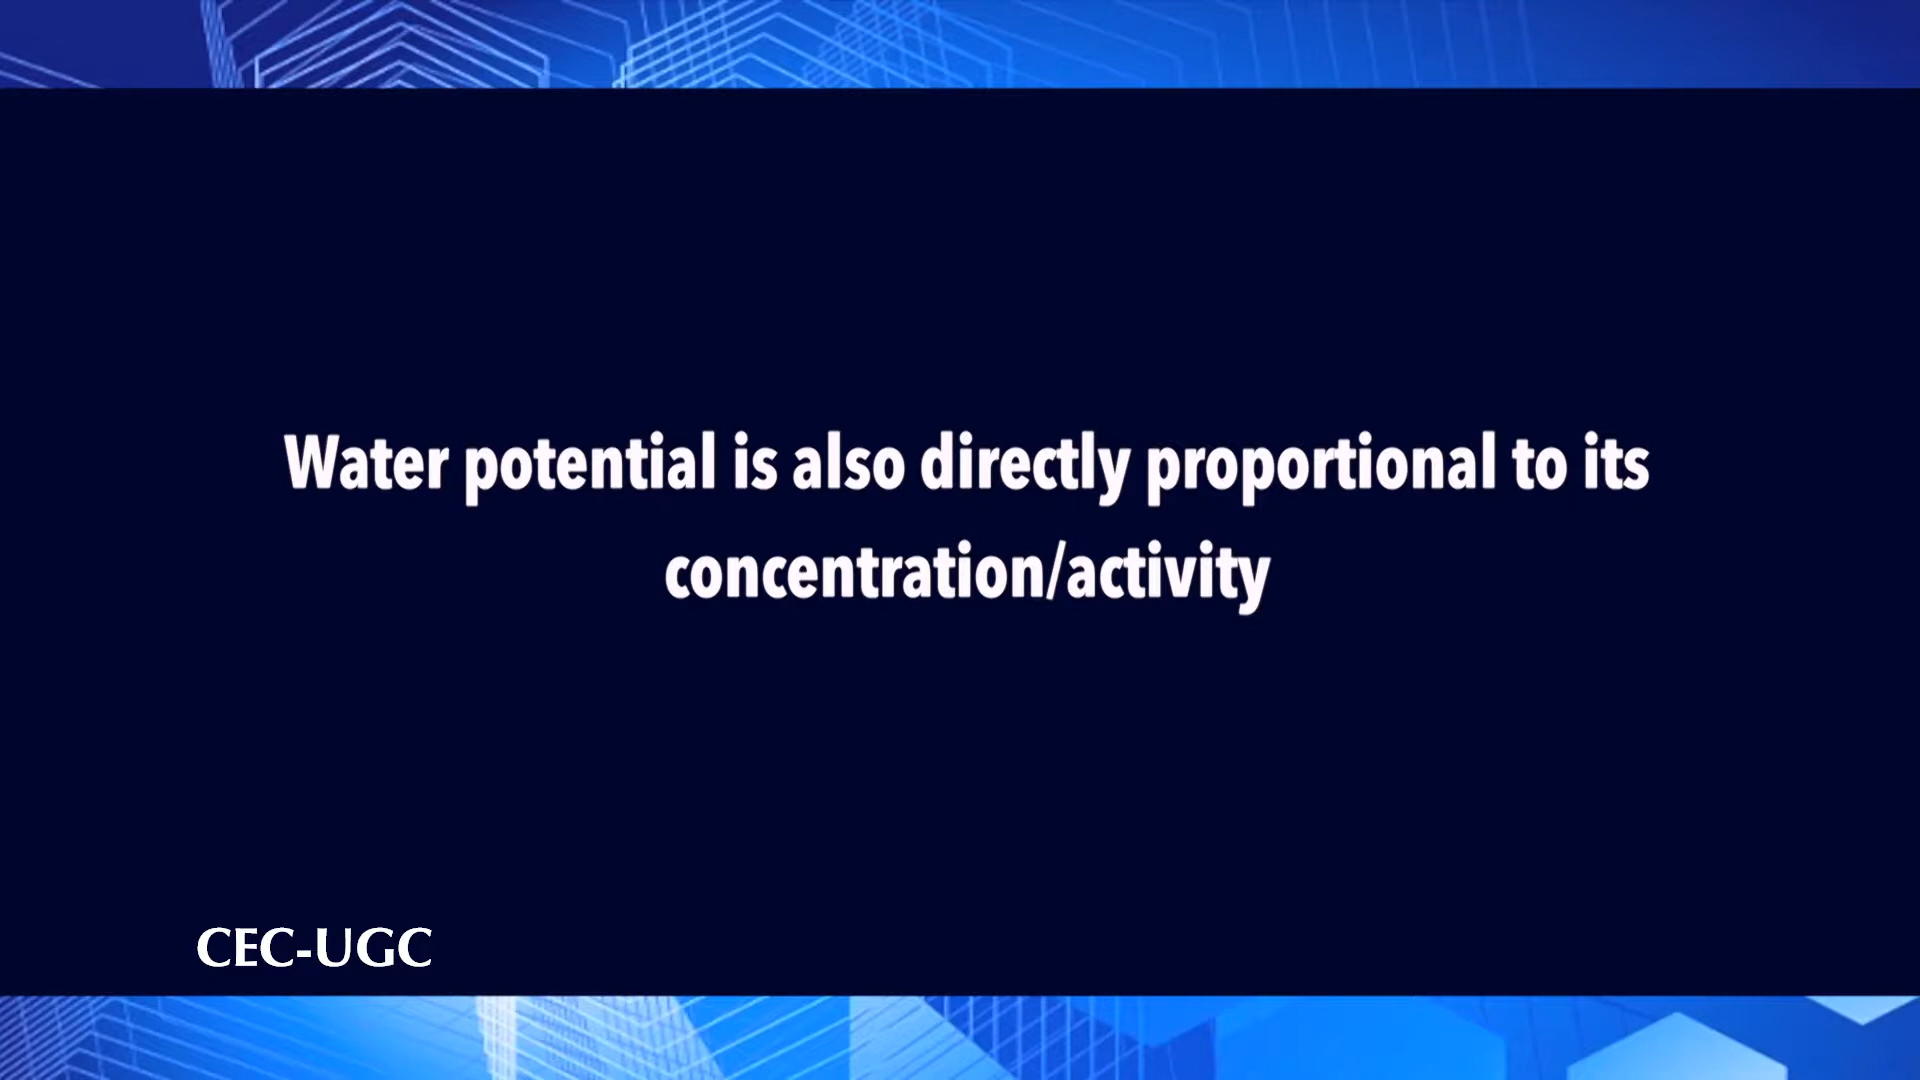 Water potential is also directly proportional to its
concentration/activity
CEC-UGC